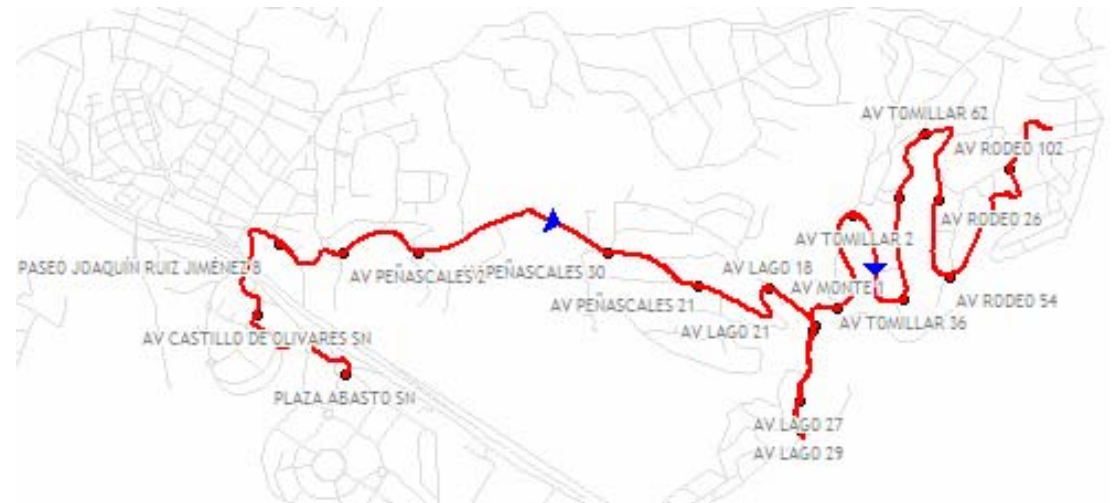 AV TOMILLAR 62
AV RODEO 102
AV RODEO 26
AV TOMILLAR 2
PASEO JOAQUÍN RUIZ JIMÉNEZ 8
AV PEÑASCALES 2
PEÑASCALES 30
AV LAGO 18
AV MONTE 1
AV PEÑASCALES 21
AV RODEO 54
AV LAGO 21
AV TOMILLAR 36
AV CASTILLO DE OLIVARES SN
PLAZA ABASTO SN
AV LAGO 27
AV LAGO 29